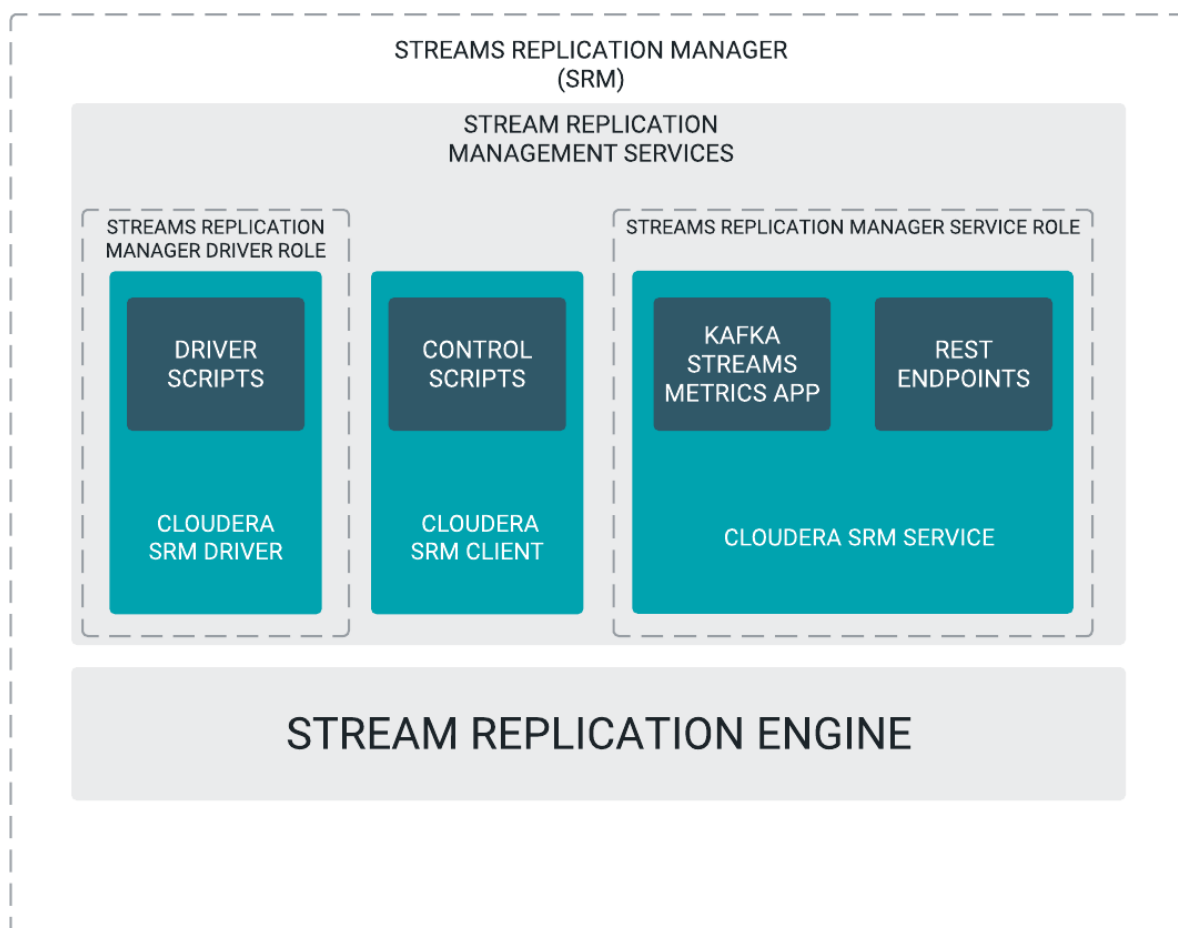 STREAMS REPLICATION MANAGER
(SRM)
STREAM REPLICATION
MANAGEMENT SERVICES
STREAMS REPLICATION
MANAGER DRIVER ROLE
DRIVER
SCRIPTS
CLOUDERA
SRM DRIVER
CONTROL
SCRIPTS
CLOUDERA
SRM CLIENT
STREAMS REPLICATION MANAGER SERVICE ROLE
KAFKA
STREAMS
METRICS APP
REST
ENDPOINTS
CLOUDERA SRM SERVICE
STREAM REPLICATION ENGINE